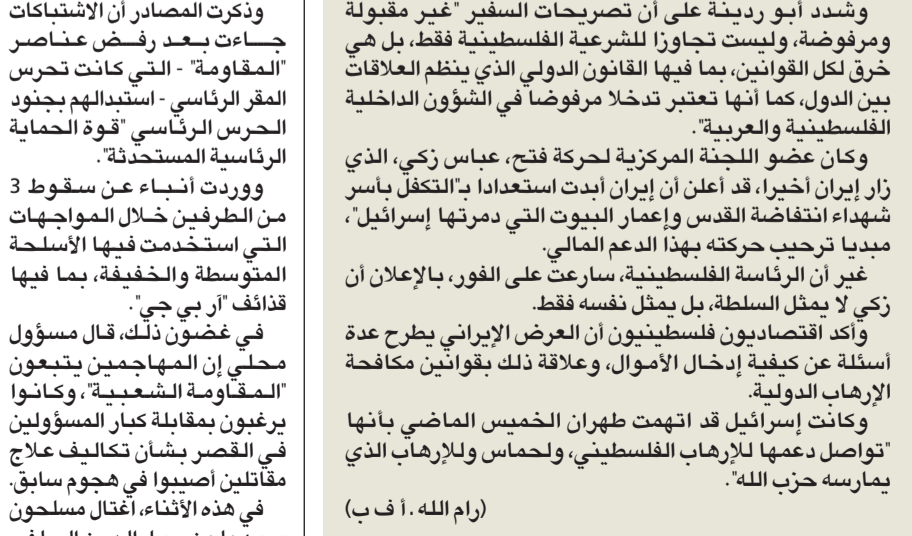 وشدد أبو ردينة على أن تصريحات السفير "غير مقبولة
ومرفوضة، وليست تجاوزا للشرعية الفلسطينية فقط، بل هي
خرق لكل القوانين، بما فيها القانون الدولي الذي ينظم العلاقات
بين الدول، كما أنها تعتبر تدخلا مرفوضا في الشؤون الداخلية
الفلسطينية والعربية".
وكان عضو اللجنة المركزية لحركة فتح، عباس زكي، الذي
زار إيران أخيرا، قد أعلن أن إيران أبدت استعدادا بـ"التكفل بأسر
شهداء انتفاضة القدس وإعمار البيوت التي دمرتها إسرائيل"،
مبديا ترحيب حركته بهذا الدعم المالي.
غير أن الرئاسة الفلسطينية، سارعت على الفور، بالإعلان أن
زكي لا يمثل السلطة، بل يمثل نفسه فقط.
وأكد اقتصاديون فلسطينيون أن العرض الإيراني يطرح عدة
أسئلة عن كيفية إدخال الأموال، وعلاقة ذلك بقوانين مكافحة
الإرهاب الدولية.
وكانت إسرائيل قد اتهمت طهران الخميس الماضي بأنها
"تواصل دعمها للإرهاب الفلسطيني، ولحماس وللإرهاب الذي
يمارسه حزب الله".
(رام الله . أ ف ب)
وذكرت المصادر أن الاشتباكات
جاءت بعد رفض عناصر
"المقاومة" - التي كانت تحرس
المقر الرئاسي - استبدالهم بجنود
الحرس الرئاسي "قوة الحماية
الرئاسية المستحدثة".
ووردت أنباء عن سقوط 3
من الطرفين خلال المواجهات
التي استخدمت فيها الأسلحة
المتوسطة والخفيفة، بما فيها
قذائف "آر بي جي".
في غضون ذلك، قال مسؤول
محلي إن المهاجمين يتبعون
"المقاومة الشعبية"، وكانوا
يرغبون بمقابلة كبار المسؤولين
في القصر بشأن تكاليف علاج
مقاتلين أصيبوا في هجوم سابق.
في هذه الأثناء، اغتال مسلحون